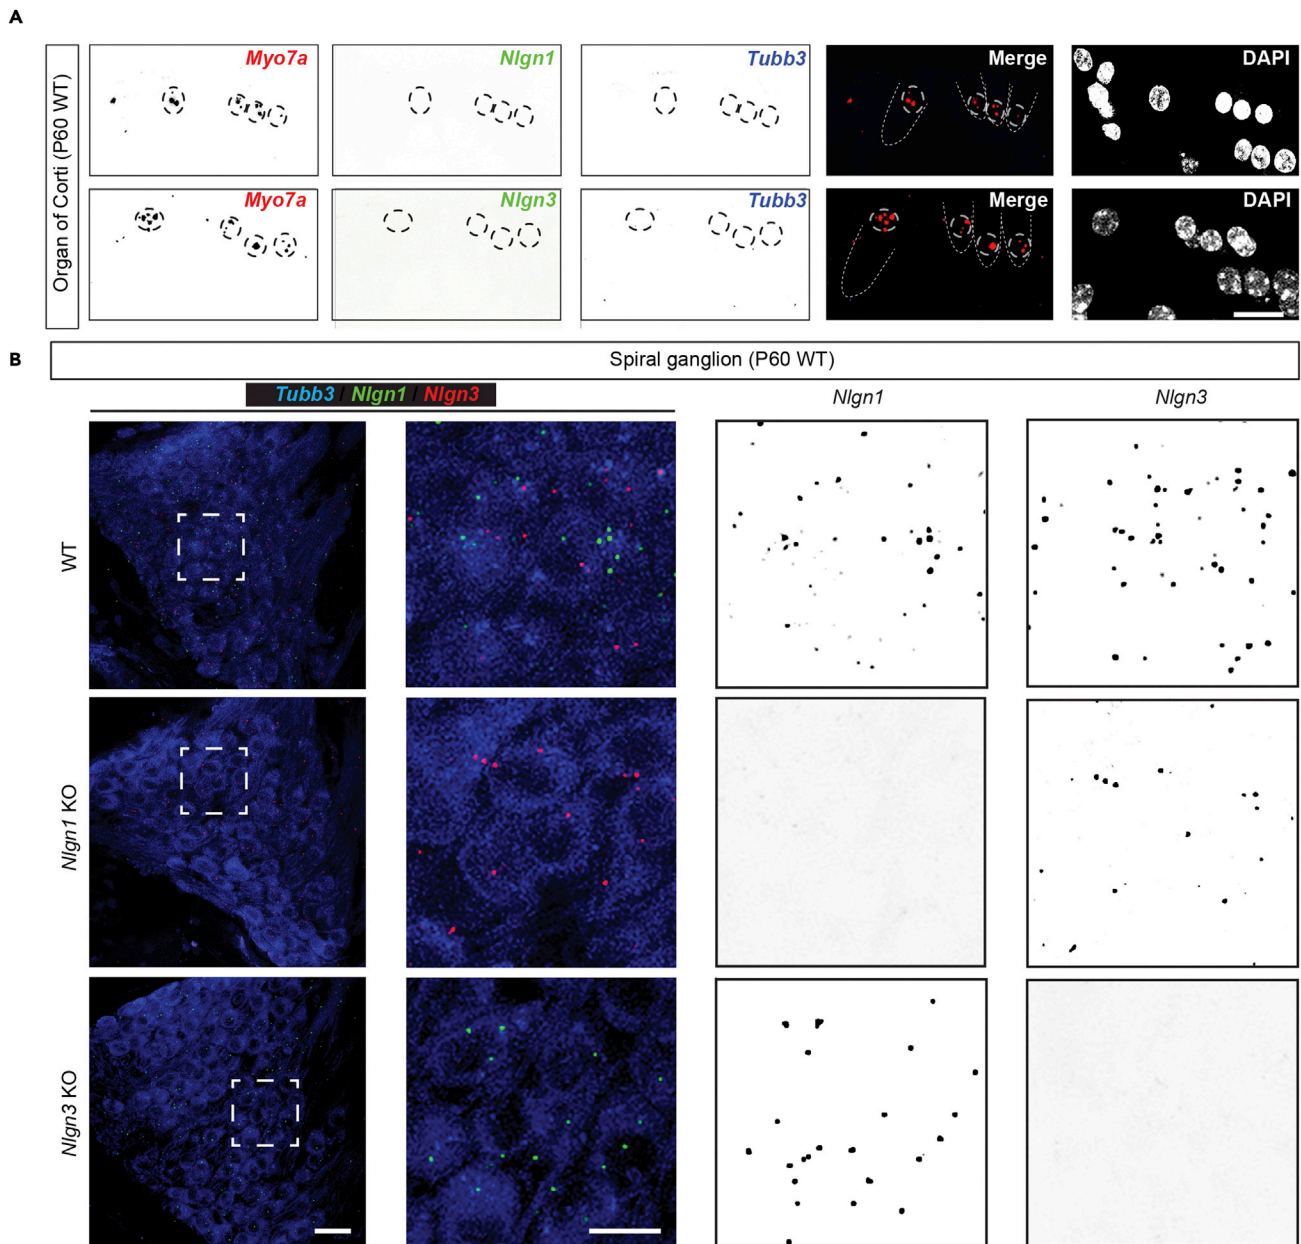 A
Organ of Corti (P60 WT)
Myo7a Nlgn1 Tubb3 Merge DAPI
Myo7a Nlgn3 Tubb3 Merge DAPI
B
Spiral ganglion (P60 WT)
Tubb3 / Nlgn1 / Nlgn3
Nlgn1 Nlgn3
WT
Nlgn1 KO
Nlgn3 KO